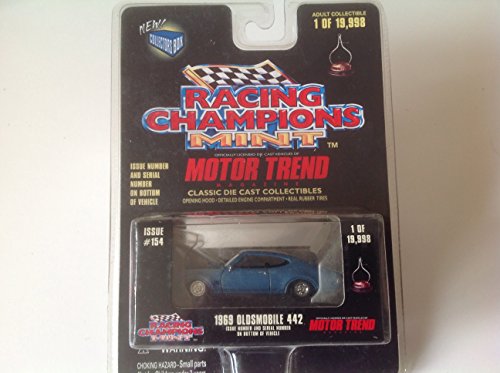 NEW!
COLLECTORS BOX
ADULT COLLECTIBLE
1 OF 19,998
RACING
CHAMPIONS
MINT™
OFFICIALLY LICENSED DIE CAST VEHICLES OF
MOTOR TREND
MAGAZINE
CLASSIC DIE CAST COLLECTIBLES
OPENING HOOD • DETAILED ENGINE COMPARTMENT • REAL RUBBER TIRES
ISSUE NUMBER
AND SERIAL
NUMBER
ON BOTTOM
OF VEHICLE
ISSUE
#154
1 OF
19,998
RACING
CHAMPIONS
MINT
1969 OLDSMOBILE 442
ISSUE NUMBER AND SERIAL NUMBER
ON BOTTOM OF VEHICLE
MOTOR TREND
WARNING:
CHOKING HAZARD-Small parts